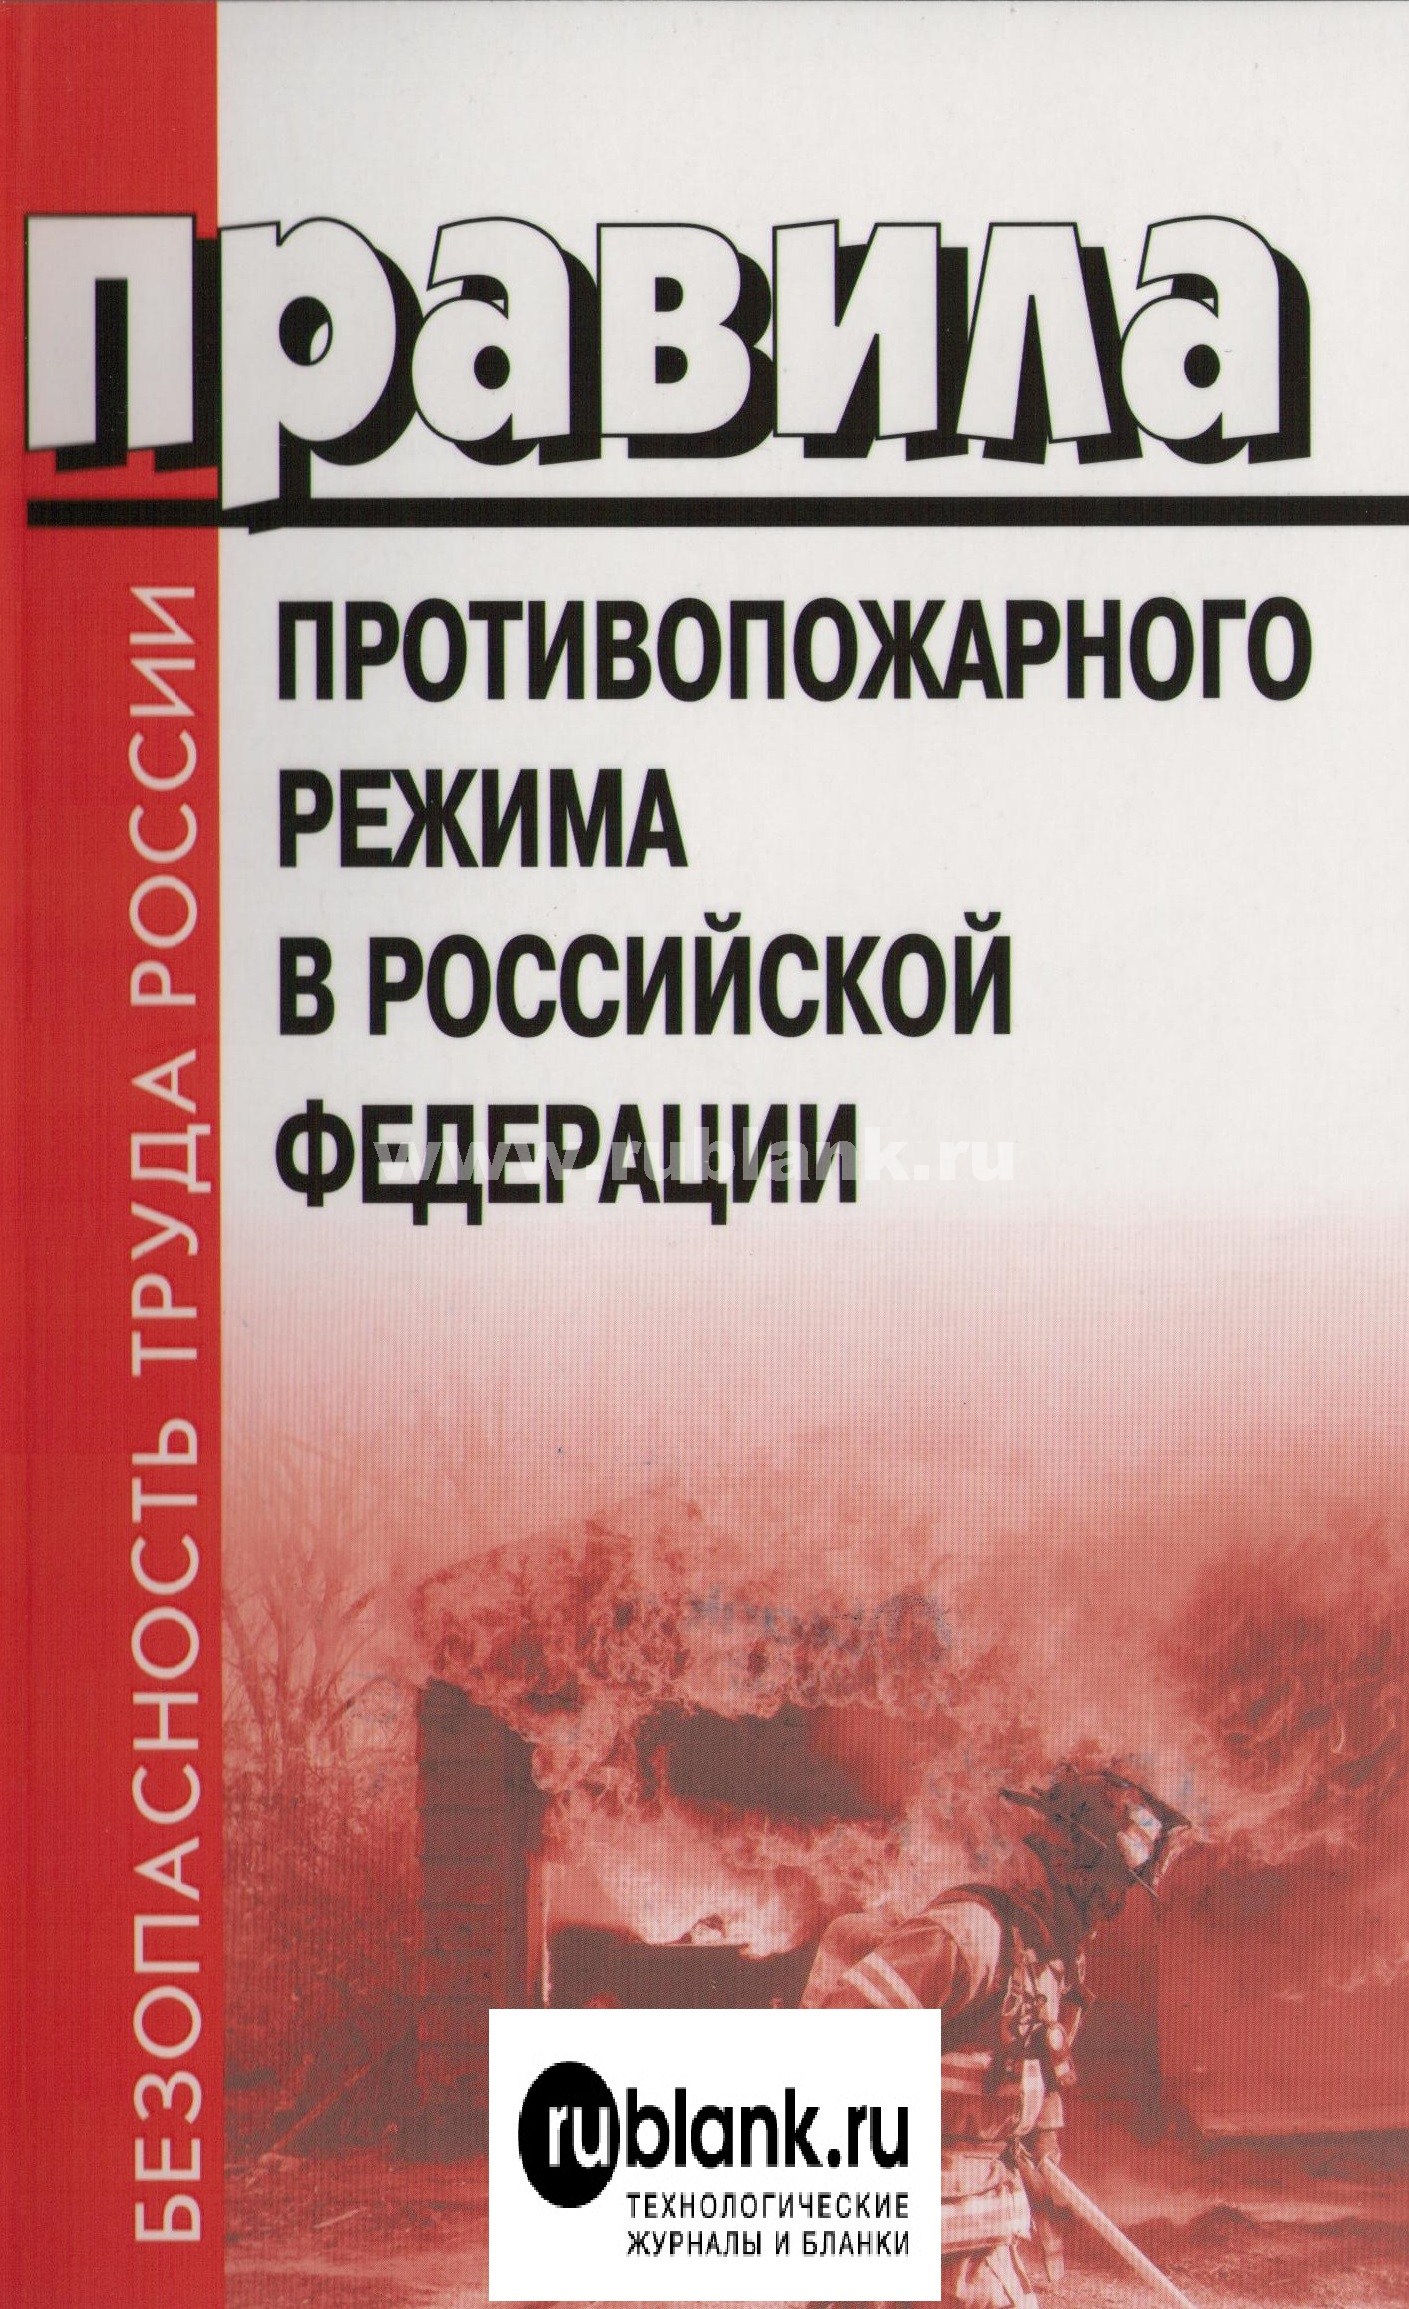 правила
ПРОТИВОПОЖАРНОГО
РЕЖИМА
В РОССИЙСКОЙ
ФЕДЕРАЦИИ
www.rublank.ru
БЕЗОПАСНОСТЬ ТРУДА РОССИИ
rublank.ru
ТЕХНОЛОГИЧЕСКИЕ
ЖУРНАЛЫ И БЛАНКИ